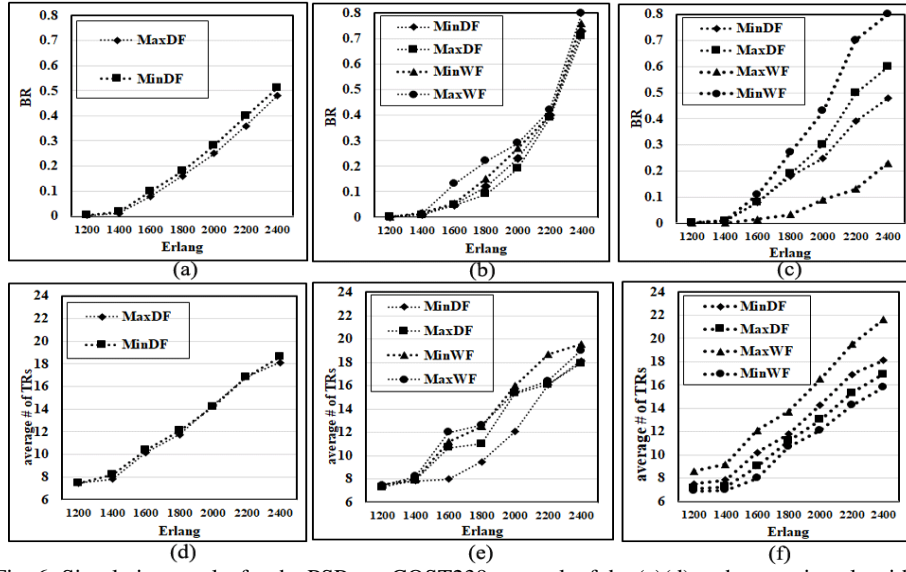 0.8
0.7
0.6
0.5
0.4
0.3
0.2
0.1
0
BR
MaxDF
MinDF
1200 1400 1600 1800 2000 2200 2400
Erlang
(a)
0.8
0.7
0.6
0.5
0.4
0.3
0.2
0.1
0
BR
MinDF
MaxDF
MinWF
MaxWF
1200 1400 1600 1800 2000 2200 2400
Erlang
(b)
0.8
0.7
0.6
0.5
0.4
0.3
0.2
0.1
0
BR
MinDF
MaxDF
MaxWF
MinWF
1200 1400 1600 1800 2000 2200 2400
Erlang
(c)
24
22
20
18
16
14
12
10
8
6
average # of TRs
MaxDF
MinDF
1200 1400 1600 1800 2000 2200 2400
Erlang
(d)
24
22
20
18
16
14
12
10
8
6
average # of TRs
MinDF
MaxDF
MinWF
MaxWF
1200 1400 1600 1800 2000 2200 2400
Erlang
(e)
24
22
20
18
16
14
12
10
8
6
average # of TRs
MinDF
MaxDF
MaxWF
MinWF
1200 1400 1600 1800 2000 2200 2400
Erlang
(f)